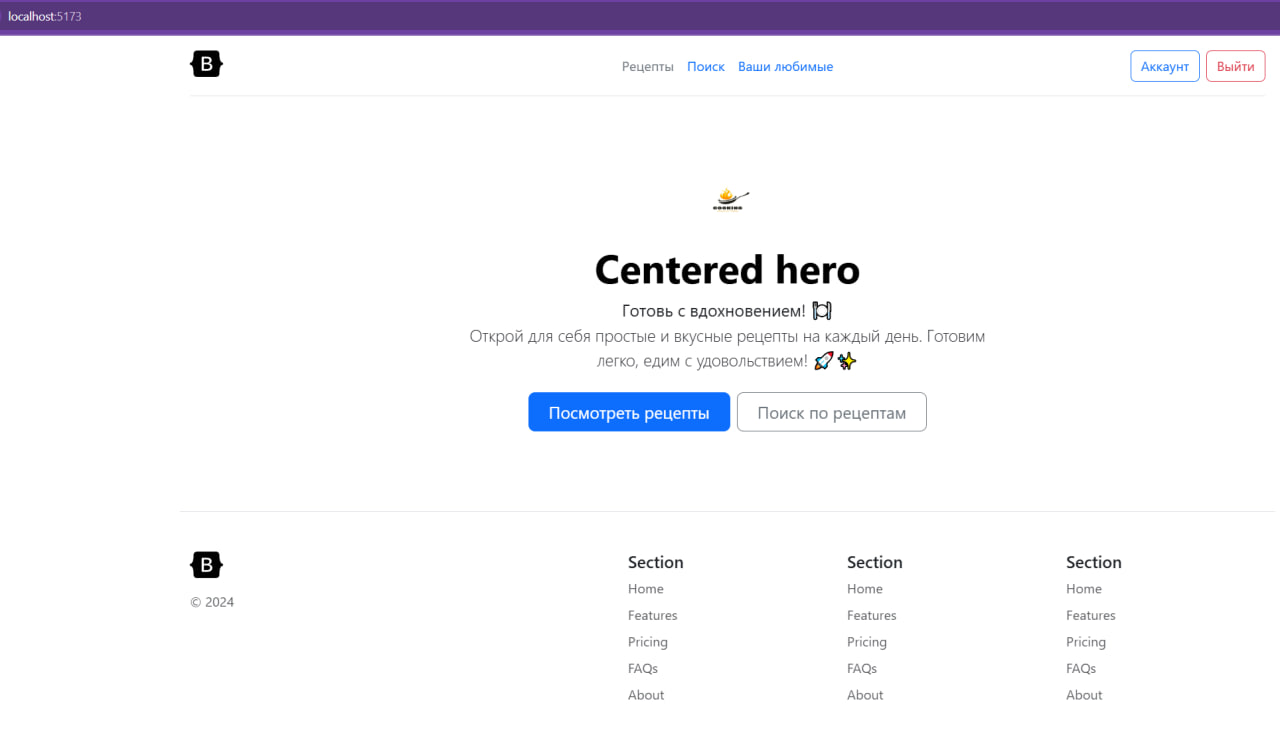 localhost:5173
B
Рецепты Поиск Ваши любимые
Аккаунт Выйти
COOKING
Centered hero
Готовь с вдохновением! 🍽️
Открой для себя простые и вкусные рецепты на каждый день. Готовим
легко, едим с удовольствием! 🚀✨
Посмотреть рецепты Поиск по рецептам
B
© 2024
Section
Home
Features
Pricing
FAQs
About
Section
Home
Features
Pricing
FAQs
About
Section
Home
Features
Pricing
FAQs
About